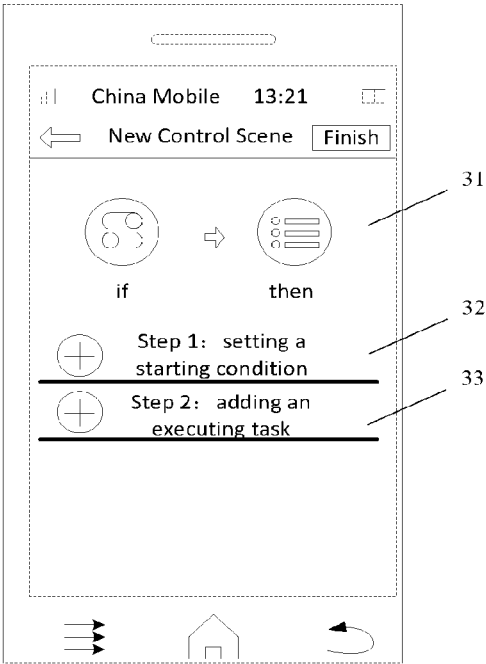 China Mobile 13:21
New Control Scene Finish
31
if then
32
Step 1: setting a
starting condition
33
Step 2: adding an
executing task